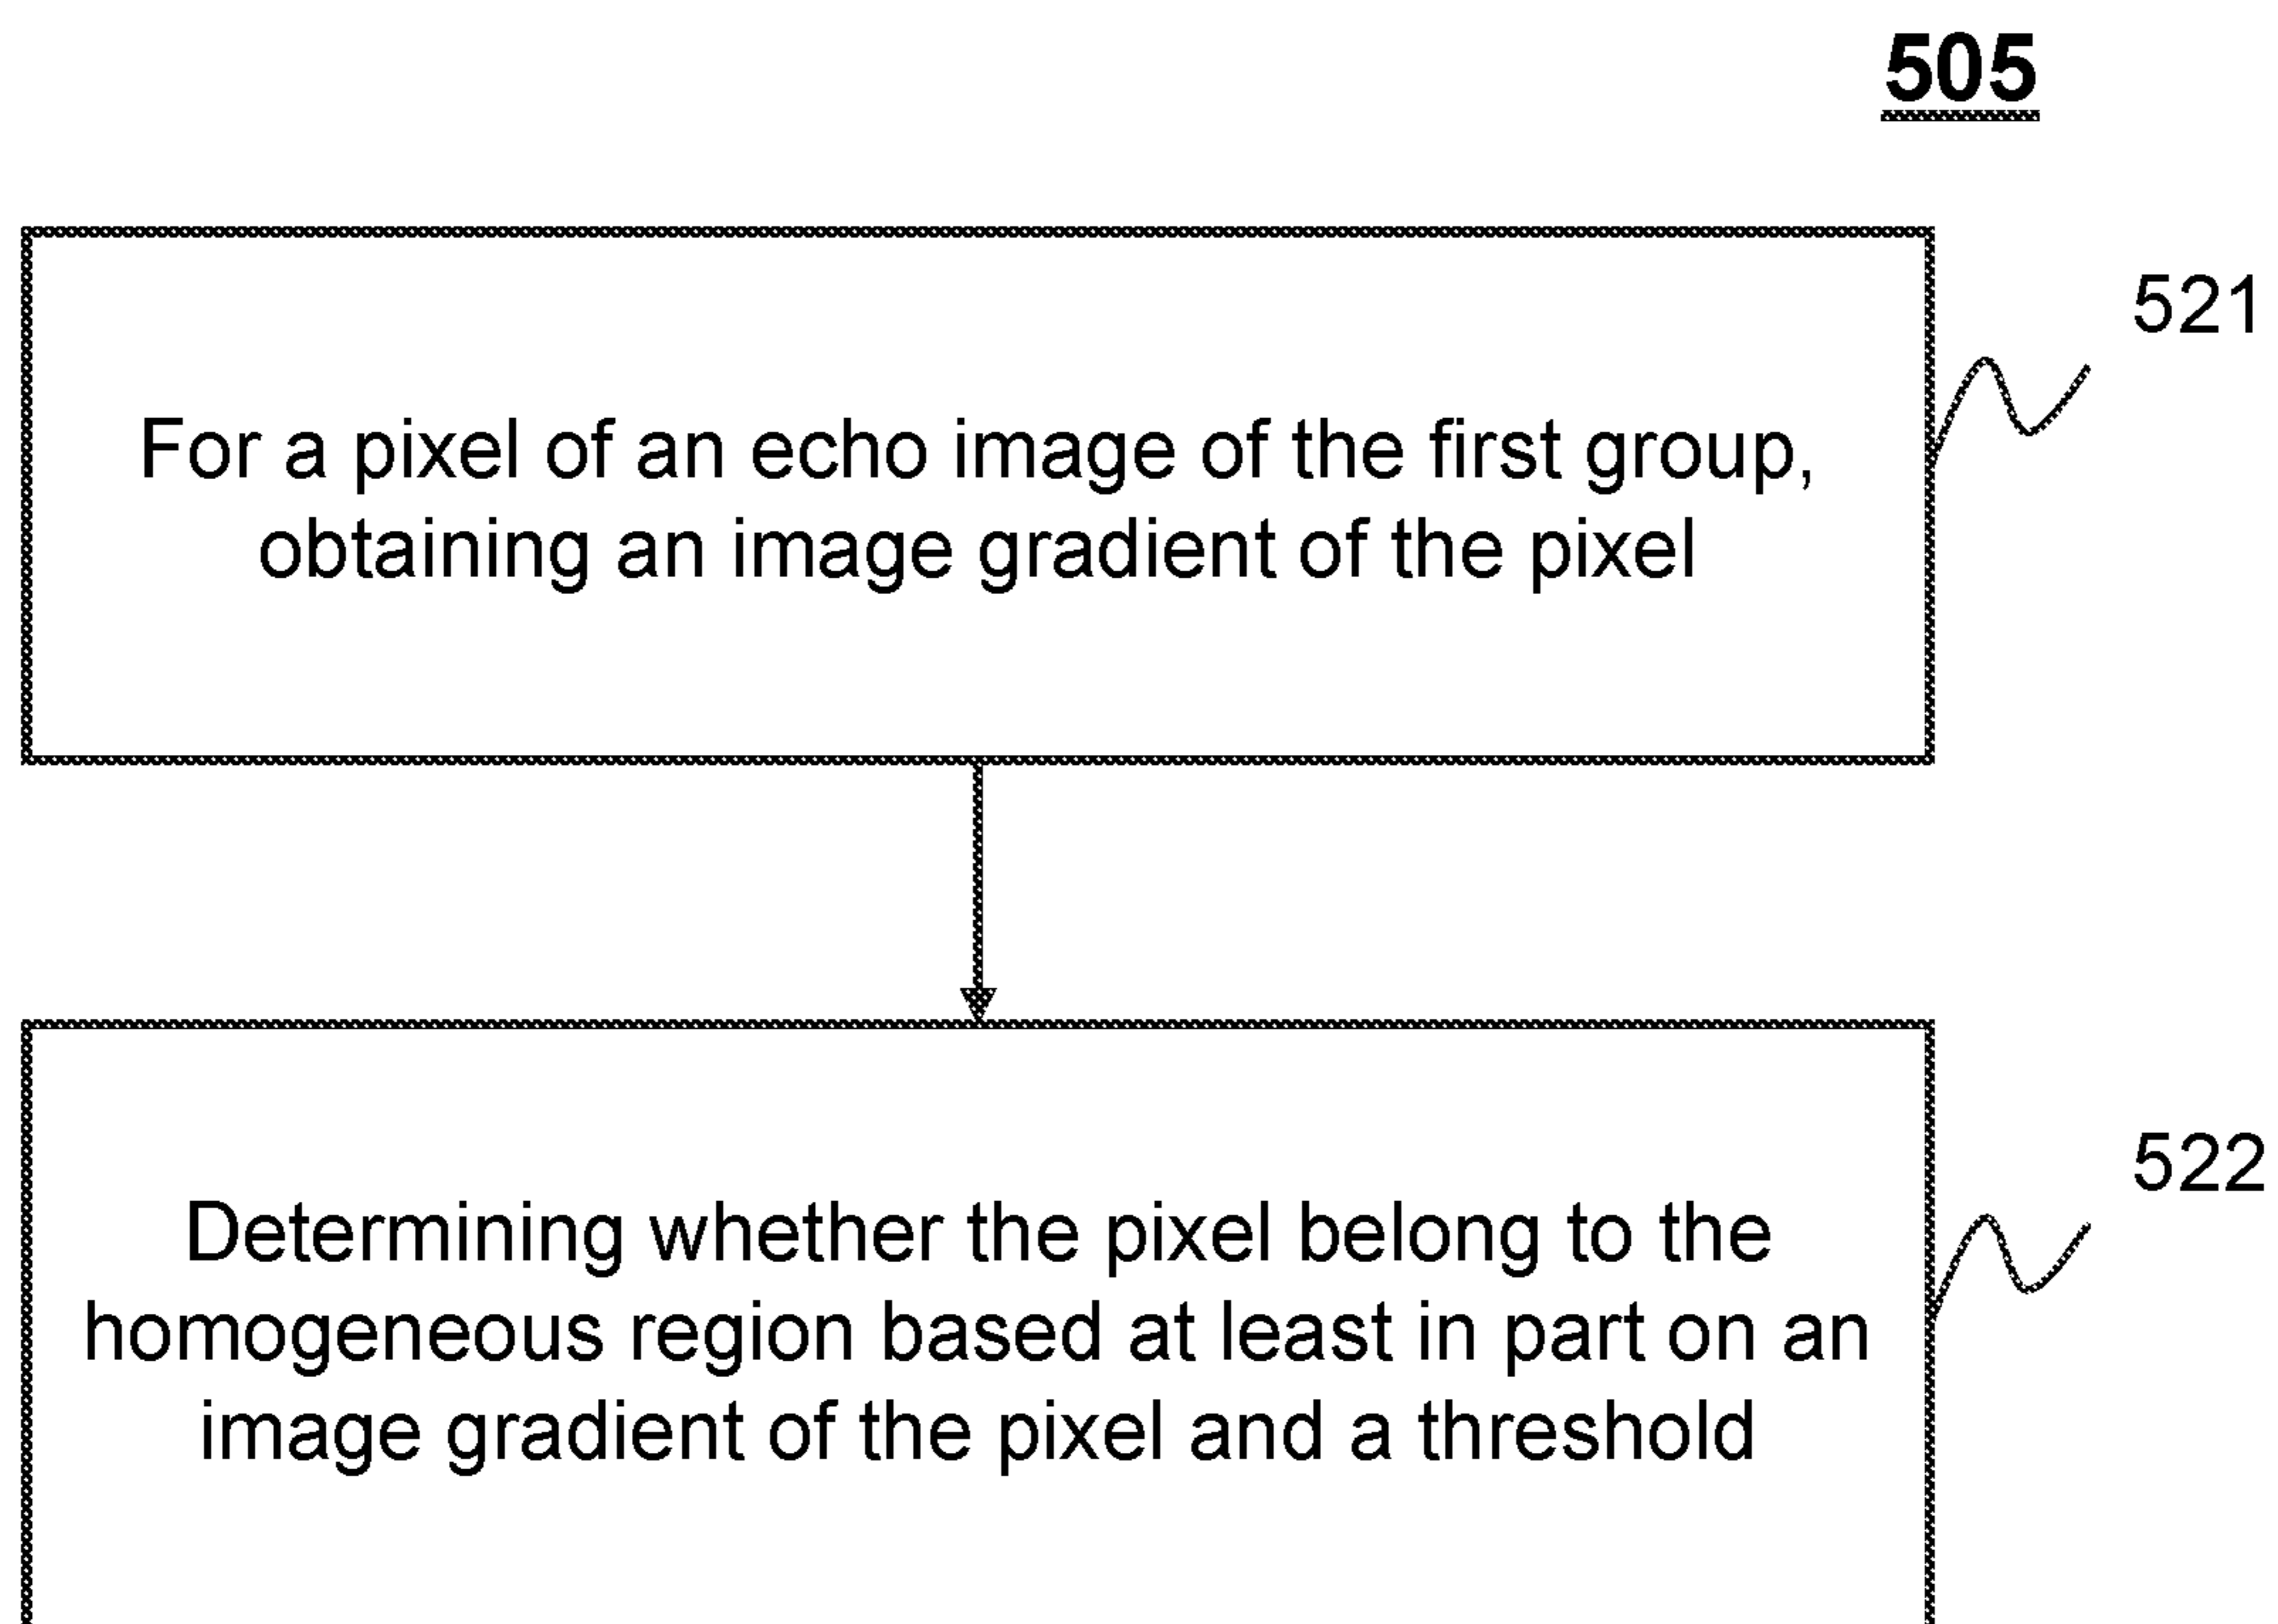 505
521
For a pixel of an echo image of the first group,
obtaining an image gradient of the pixel
522
Determining whether the pixel belong to the
homogeneous region based at least in part on an
image gradient of the pixel and a threshold